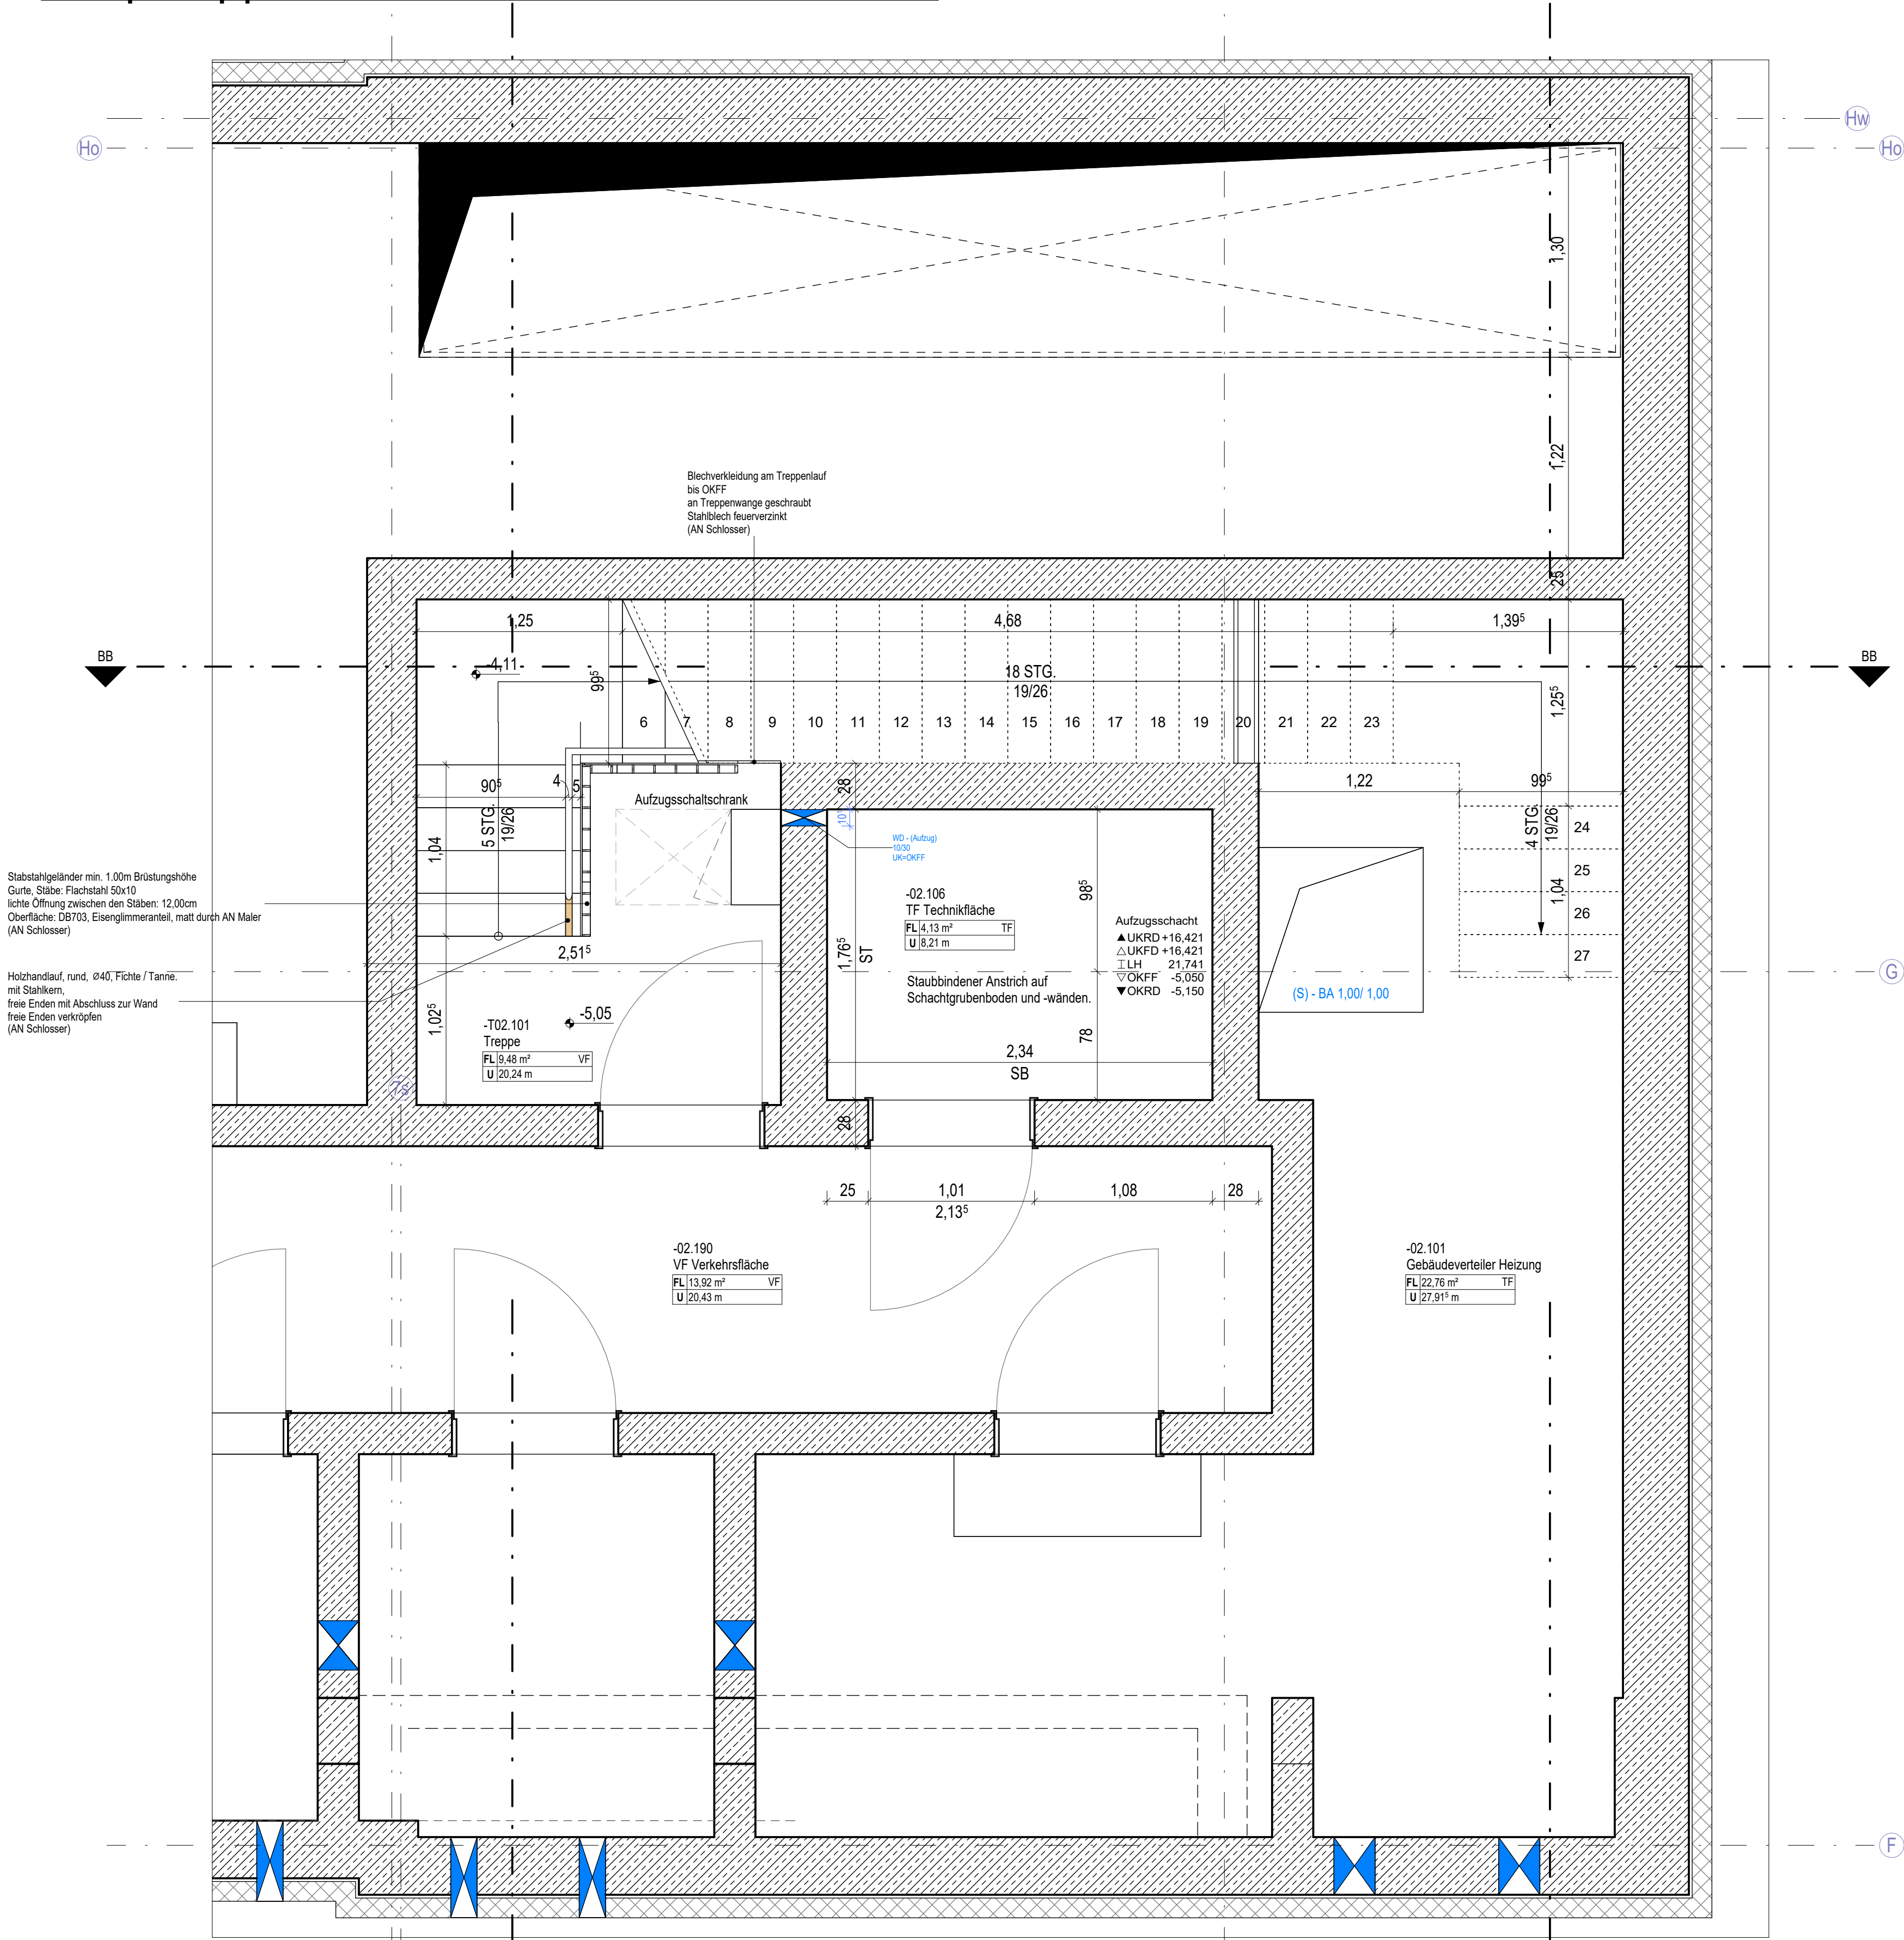 Hw
Ho
Ho
1,30
1,22
Blechverkleidung am Treppenlauf
bis OKFF
an Treppenwange geschraubt
Stahlblech feuerverzinkt
(AN Schlosser)
25
1,25
4,68
1,39⁵
BB
BB
-4,11
99⁵
18 STG.
19/26
1,25⁵
6 7 8 9 10 11 12 13 14 15 16 17 18 19 20 21 22 23
90⁵
4
5
28
1,22
99⁵
Aufzugsschaltschrank
5 STG.
19/26
1,04
10
WD - (Aufzug)
10/30
UK=OKFF
4 STG.
19/26
1,04
24
25
26
27
Stabstahlgeländer min. 1.00m Brüstungshöhe
Gurte, Stäbe: Flachstahl 50x10
lichte Öffnung zwischen den Stäben: 12,00cm
Oberfläche: DB703, Eisenglimmeranteil, matt durch AN Maler
(AN Schlosser)
-02.106
TF Technikfläche
FL 4,13 m² TF
U 8,21 m
98⁵
Aufzugsschacht
▲UKRD +16,421
△UKFD +16,421
⌶LH 21,741
▽OKFF -5,050
▼OKRD -5,150
2,51⁵
1,76⁵
ST
Holzhandlauf, rund, Ø40, Fichte / Tanne.
mit Stahlkern,
freie Enden mit Abschluss zur Wand
freie Enden verkröpfen
(AN Schlosser)
G
Staubbindener Anstrich auf
Schachtgrubenboden und -wänden.
(S) - BA 1,00/ 1,00
1,02⁵
-5,05
-T02.101
Treppe
FL 9,48 m² VF
U 20,24 m
78
2,34
SB
7s
28
25
1,01
2,13⁵
1,08
28
-02.190
VF Verkehrsfläche
FL 13,92 m² VF
U 20,43 m
-02.101
Gebäudeverteiler Heizung
FL 22,76 m² TF
U 27,91⁵ m
F